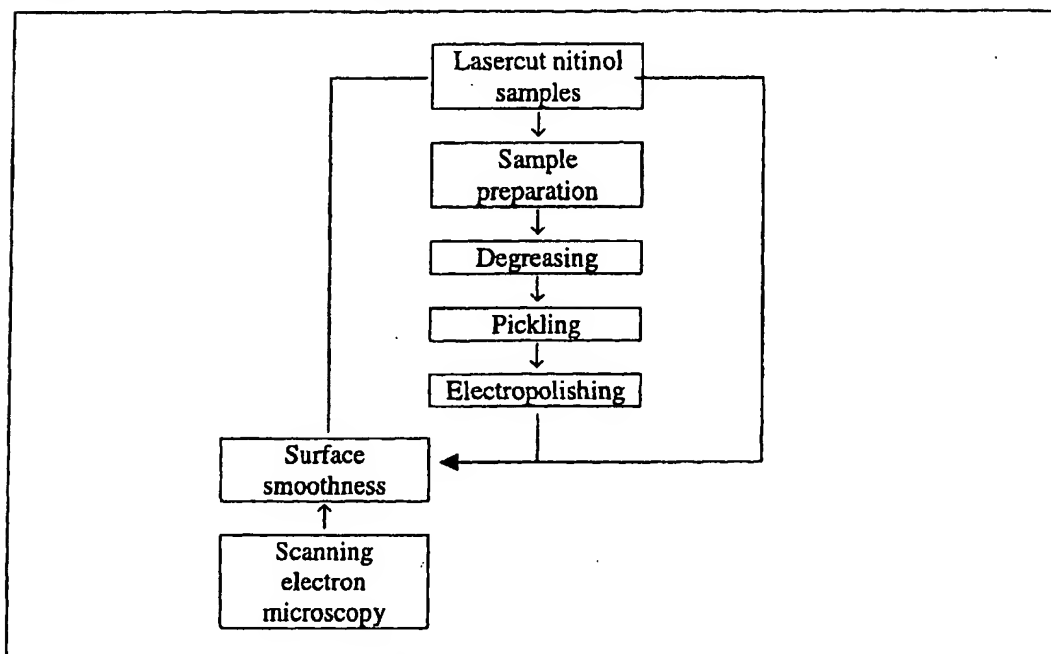 Lasercut nitinol
samples
Sample
preparation
Degreasing
Pickling
Electropolishing
Surface
smoothness
Scanning
electron
microscopy